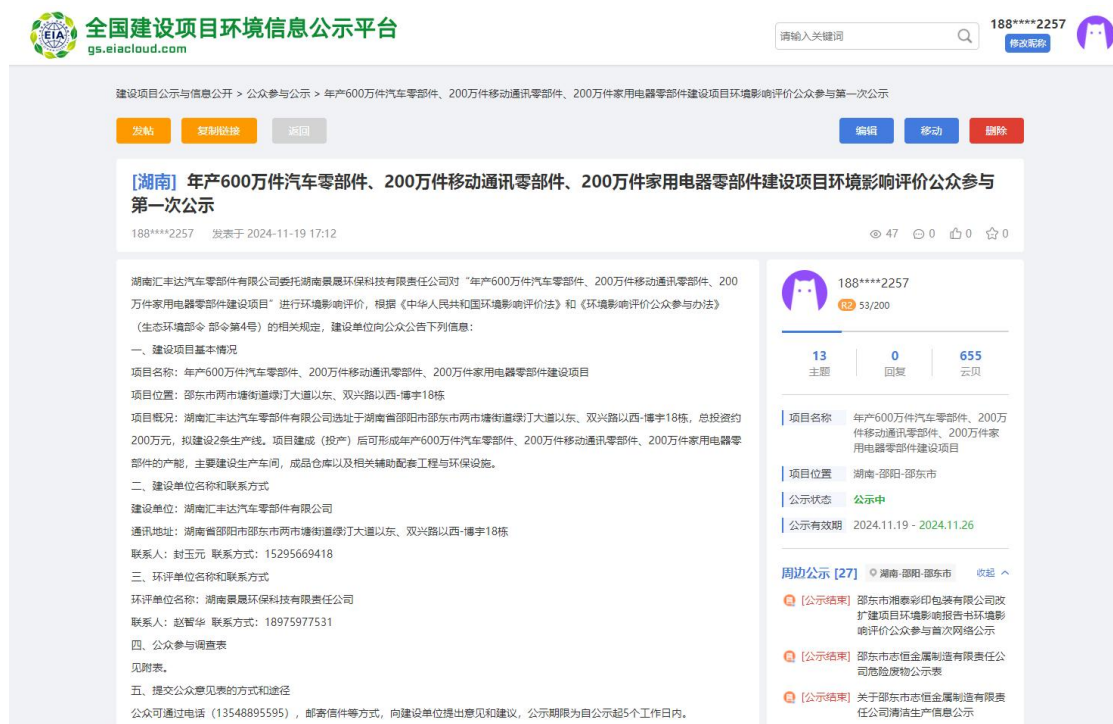 EIA 全国建设项目环境信息公示平台
gs.eiacloud.com
请输入关键词
188****2257
修改昵称
建设项目公示与信息公开 > 公众参与公示 > 年产600万件汽车零部件、200万件移动通讯零部件、200万件家用电器零部件建设项目环境影响评价公众参与第一次公示
发帖 复制链接 返回 编辑 移动 删除
[湖南] 年产600万件汽车零部件、200万件移动通讯零部件、200万件家用电器零部件建设项目环境影响评价公众参与
第一次公示
188****2257 发表于 2024-11-19 17:12 47 0 0 0
湖南汇丰达汽车零部件有限公司委托湖南景晟环保科技有限责任公司对“年产600万件汽车零部件、200万件移动通讯零部件、200
万件家用电器零部件建设项目”进行环境影响评价，根据《中华人民共和国环境影响评价法》和《环境影响评价公众参与办法》
（生态环境部令 部令第4号）的相关规定，建设单位向公众公告下列信息：
一、建设项目基本情况
项目名称：年产600万件汽车零部件、200万件移动通讯零部件、200万件家用电器零部件建设项目
项目位置：邵东市两市塘街道绿汀大道以东、双兴路以西-博宇18栋
项目概况：湖南汇丰达汽车零部件有限公司选址于湖南省邵阳市邵东市两市塘街道绿汀大道以东、双兴路以西-博宇18栋，总投资约
200万元，拟建设2条生产线。项目建成（投产）后可形成年产600万件汽车零部件、200万件移动通讯零部件、200万件家用电器零
部件的产能，主要建设生产车间，成品仓库以及相关辅助配套工程与环保设施。
二、建设单位名称和联系方式
建设单位：湖南汇丰达汽车零部件有限公司
通讯地址：湖南省邵阳市邵东市两市塘街道绿汀大道以东、双兴路以西-博宇18栋
联系人：封玉元 联系方式：15295669418
三、环评单位名称和联系方式
环评单位名称：湖南景晟环保科技有限责任公司
联系人：赵智华 联系方式：18975977531
四、公众参与调查表
见附表。
五、提交公众意见表的方式和途径
公众可通过电话（13548895595），邮寄信件等方式，向建设单位提出意见和建议，公示期限为自公示起5个工作日内。
188****2257
R2 53/200
13 0 655
主题 回复 云贝
项目名称 年产600万件汽车零部件、200万
件移动通讯零部件、200万件家
用电器零部件建设项目
项目位置 湖南-邵阳-邵东市
公示状态 公示中
公示有效期 2024.11.19 - 2024.11.26
周边公示 [27] 湖南-邵阳-邵东市 收起
[公示结束] 邵东市湘泰彩印包装有限公司改
扩建项目环境影响报告书环境影
响评价公众参与首次网络公示
[公示结束] 邵东市志恒金属制造有限责任公
司危险废物公示表
[公示结束] 关于邵东市志恒金属制造有限责
任公司清洁生产信息公示